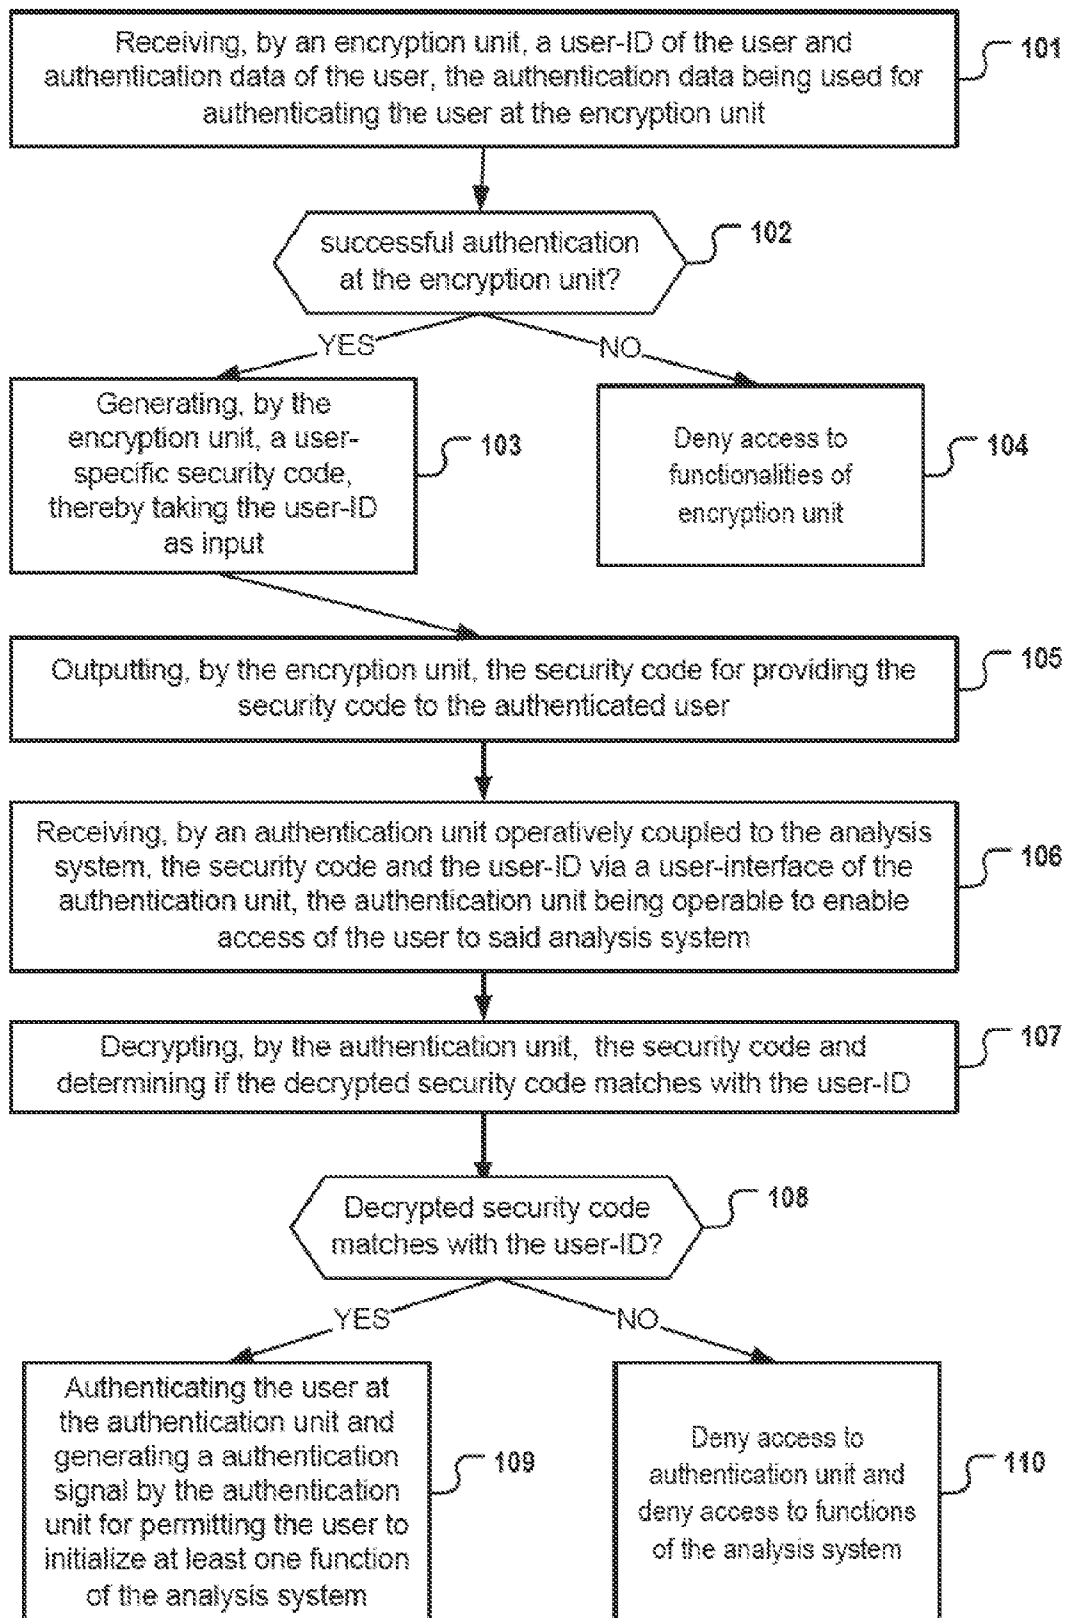 Receiving, by an encryption unit, a user-ID of the user and
authentication data of the user, the authentication data being used for
authenticating the user at the encryption unit
101
successful authentication
at the encryption unit?
102
YES
NO
Generating, by the
encryption unit, a user-
specific security code,
thereby taking the user-ID
as input
103
Deny access to
functionalities of
encryption unit
104
Outputting, by the encryption unit, the security code for providing the
security code to the authenticated user
105
Receiving, by an authentication unit operatively coupled to the analysis
system, the security code and the user-ID via a user-interface of the
authentication unit, the authentication unit being operable to enable
access of the user to said analysis system
106
Decrypting, by the authentication unit, the security code and
determining if the decrypted security code matches with the user-ID
107
Decrypted security code
matches with the user-ID?
108
YES
NO
Authenticating the user at
the authentication unit and
generating a authentication
signal by the authentication
unit for permitting the user to
initialize at least one function
of the analysis system
109
Deny access to
authentication unit and
deny access to functions
of the analysis system
110